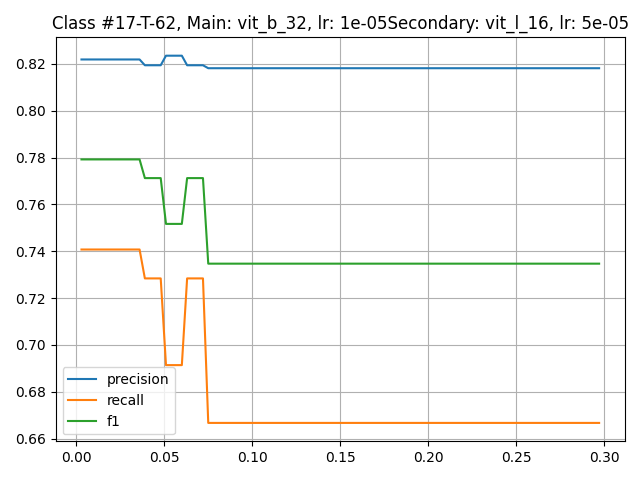 Class #17-T-62, Main: vit_b_32, lr: 1e-05Secondary: vit_l_16, lr: 5e-05
0.82
0.80
0.78
0.76
0.74
0.72
0.70
0.68
0.66
precision
recall
f1
0.00 0.05 0.10 0.15 0.20 0.25 0.30